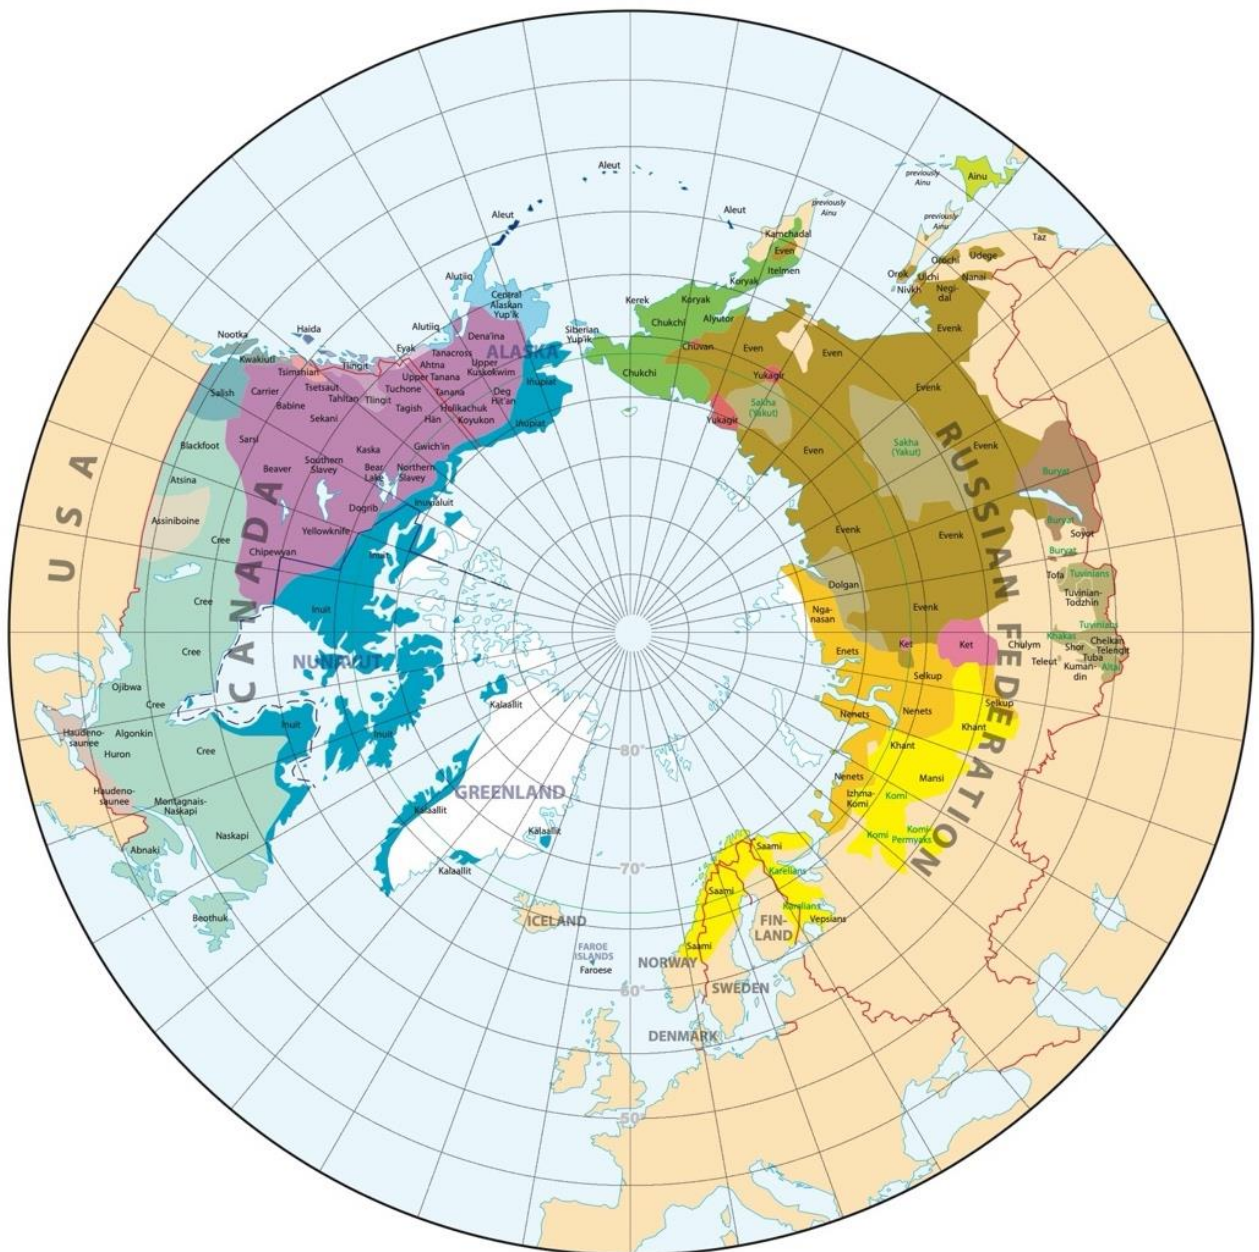 Aleut
Ainu
previously
Ainu
previously
Ainu
previously
Ainu
Aleut
Aleut
Kamchadal
Even
Itelmen
Koryak
Taz
Udege
Orochi
Nanai
Ulchi
Orok
Nivkh
Negi-
dal
Evenk
Alutiiq
Central
Alaskan
Yup'ik
Kerek
Koryak
Chukchi
Alyutor
Siberian
Yup'ik
Chuvan
Even
Even
Chukchi
Yukagir
Yukagir
Sakha
(Yakut)
Evenk
Sakha
(Yakut)
Evenk
Even
Nootka
Haida
Alutiiq
Eyak
Dena'ina
ALASKA
Kwakiutl
Tsimshian
Tlingit
Tanacross
Ahtna
Upper
Kuskokwim
Upper Tanana
Inupiat
Salish
Carrier
Tsetsaut
Tahltan
Tuchone
Tlingit
Tanana
Deg
Hit'an
Babine
Tagish
Holikachuk
Sekani
Hän
Koyukon
Inupiat
Blackfoot
Sarsi
Kaska
Gwich'in
Beaver
Southern
Slavey
Bear
Lake
Northern
Slavey
Atsina
Dogrib
Inuvialuit
Assiniboine
Yellowknife
Cree
Chipewyan
Inuit
USA
CANADA
RUSSIAN FEDERATION
Buryat
Buryat
Soyot
Buryat
Evenk
Evenk
Tofa
Tuvinians
Dolgan
Tuvinian-
Todzhin
Nga-
nasan
Evenk
Tuvinians
Khakas
Chelkan
Shor
Telengit
Tuba
Teleut
Kuman-
din
Altai
Chulym
Ket
Ket
Enets
Selkup
Selkup
Nenets
Nenets
Khant
Khant
Nenets
Mansi
Izhma-
Komi
Komi
Komi
Komi-
Permyaks
Cree
Inuit
Cree
NUNAVUT
Ojibwa
Cree
Kalaallit
Inuit
Inuit
Haudeno-
saunee
Algonkin
Huron
Cree
80°
GREENLAND
Haudeno-
saunee
Montagnais-
Naskapi
Kalaallit
Naskapi
Kalaallit
Abnaki
Kalaallit
70°
Saami
Karelians
Saami
Karelians
Vepsians
Beothuk
ICELAND
FIN-
LAND
FAROE
ISLANDS
Faroese
Saami
NORWAY
SWEDEN
60°
DENMARK
50°